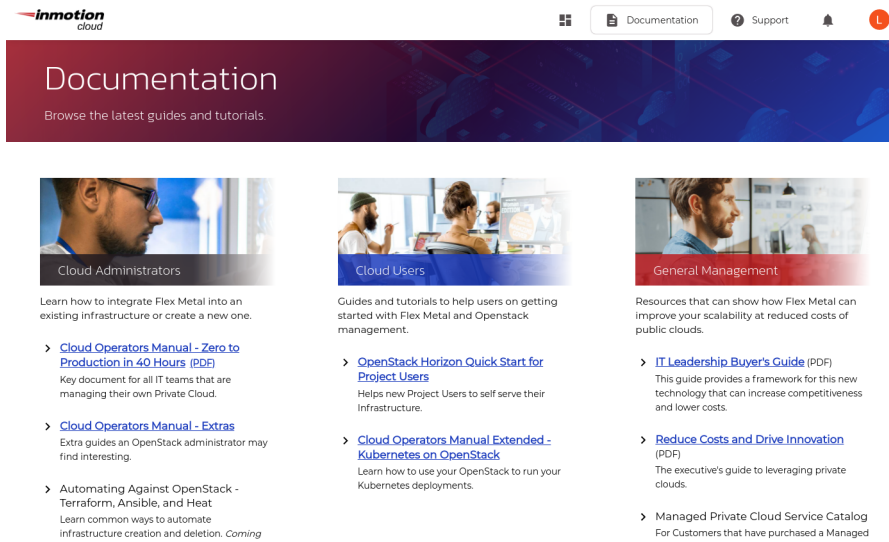 inmotion
cloud
Documentation
Support
L
Documentation
Browse the latest guides and tutorials.
Cloud Administrators
Learn how to integrate Flex Metal into an
existing infrastructure or create a new one.
Cloud Operators Manual - Zero to
Production in 40 Hours (PDF)
Key document for all IT teams that are
managing their own Private Cloud.
Cloud Operators Manual - Extras
Extra guides an OpenStack administrator may
find interesting.
Automating Against OpenStack -
Terraform, Ansible, and Heat
Learn common ways to automate
infrastructure creation and deletion. Coming
Cloud Users
Guides and tutorials to help users on getting
started with Flex Metal and Openstack
management.
OpenStack Horizon Quick Start for
Project Users
Helps new Project Users to self serve their
Infrastructure.
Cloud Operators Manual Extended -
Kubernetes on OpenStack
Learn how to use your OpenStack to run your
Kubernetes deployments.
General Management
Resources that can show how Flex Metal can
improve your scalability at reduced costs of
public clouds.
IT Leadership Buyer's Guide (PDF)
This guide provides a framework for this new
technology that can increase competitiveness
and lower costs.
Reduce Costs and Drive Innovation
(PDF)
The executive's guide to leveraging private
clouds.
Managed Private Cloud Service Catalog
For Customers that have purchased a Managed